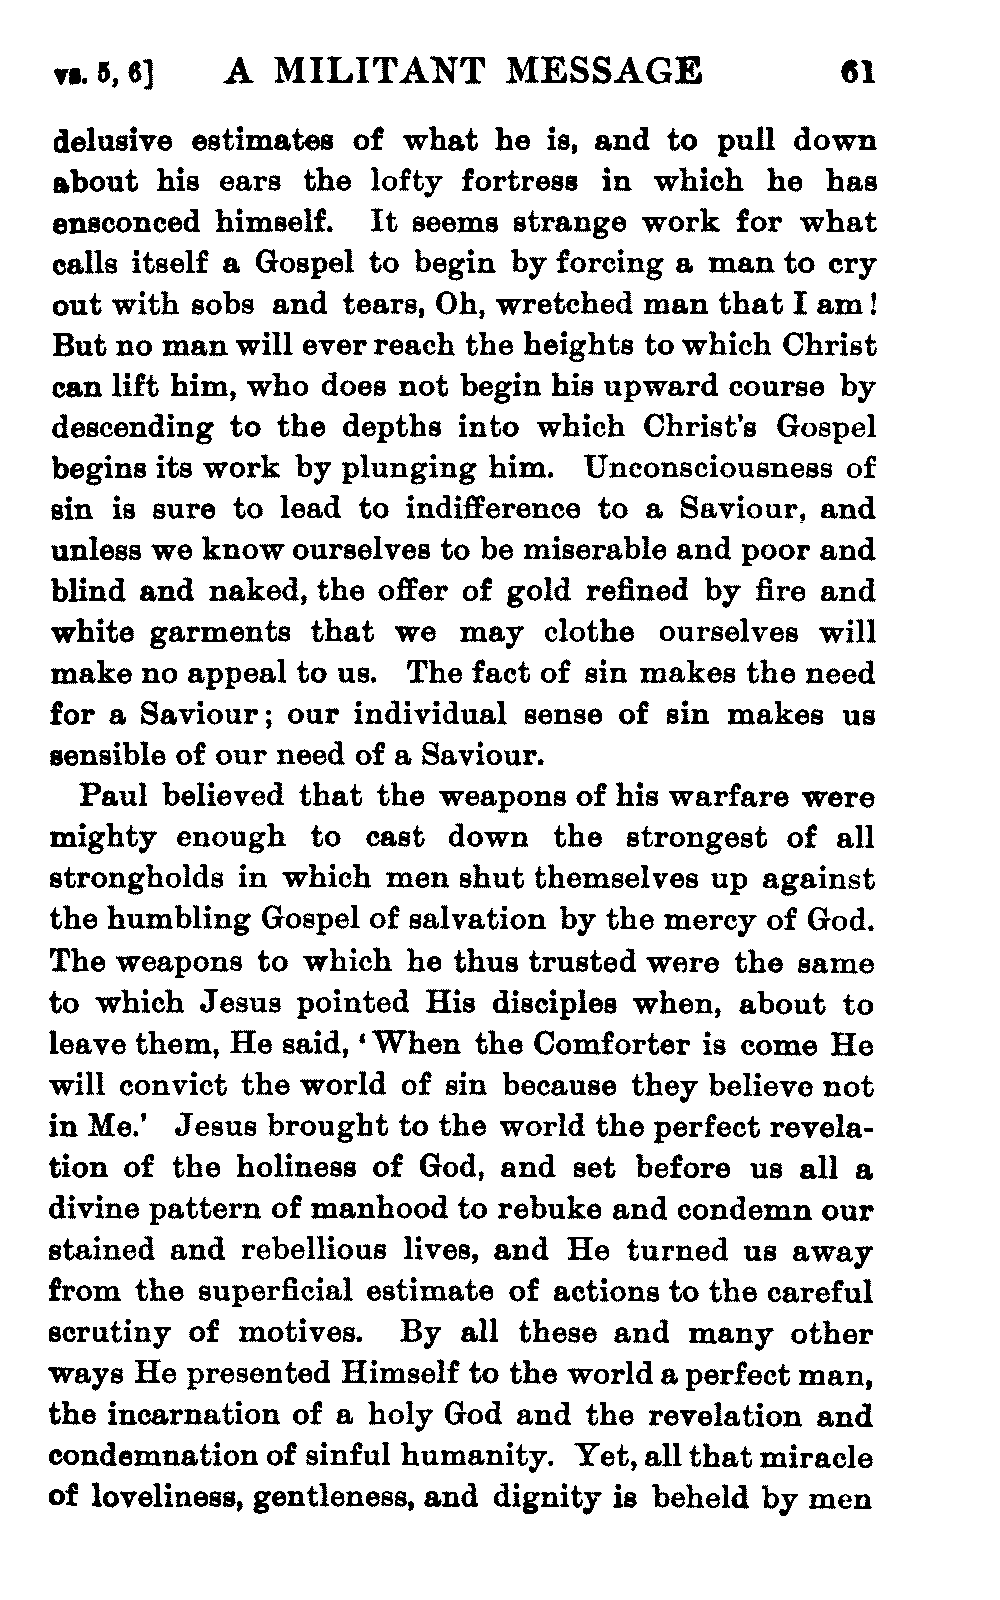 vs. 5, 6] A MILITANT MESSAGE 61
delusive estimates of what he is, and to pull down
about his ears the lofty fortress in which he has
ensconced himself. It seems strange work for what
calls itself a Gospel to begin by forcing a man to cry
out with sobs and tears, Oh, wretched man that I am!
But no man will ever reach the heights to which Christ
can lift him, who does not begin his upward course by
descending to the depths into which Christ's Gospel
begins its work by plunging him. Unconsciousness of
sin is sure to lead to indifference to a Saviour, and
unless we know ourselves to be miserable and poor and
blind and naked, the offer of gold refined by fire and
white garments that we may clothe ourselves will
make no appeal to us. The fact of sin makes the need
for a Saviour; our individual sense of sin makes us
sensible of our need of a Saviour.
Paul believed that the weapons of his warfare were
mighty enough to cast down the strongest of all
strongholds in which men shut themselves up against
the humbling Gospel of salvation by the mercy of God.
The weapons to which he thus trusted were the same
to which Jesus pointed His disciples when, about to
leave them, He said, 'When the Comforter is come He
will convict the world of sin because they believe not
in Me.' Jesus brought to the world the perfect revela-
tion of the holiness of God, and set before us all a
divine pattern of manhood to rebuke and condemn our
stained and rebellious lives, and He turned us away
from the superficial estimate of actions to the careful
scrutiny of motives. By all these and many other
ways He presented Himself to the world a perfect man,
the incarnation of a holy God and the revelation and
condemnation of sinful humanity. Yet, all that miracle
of loveliness, gentleness, and dignity is beheld by men